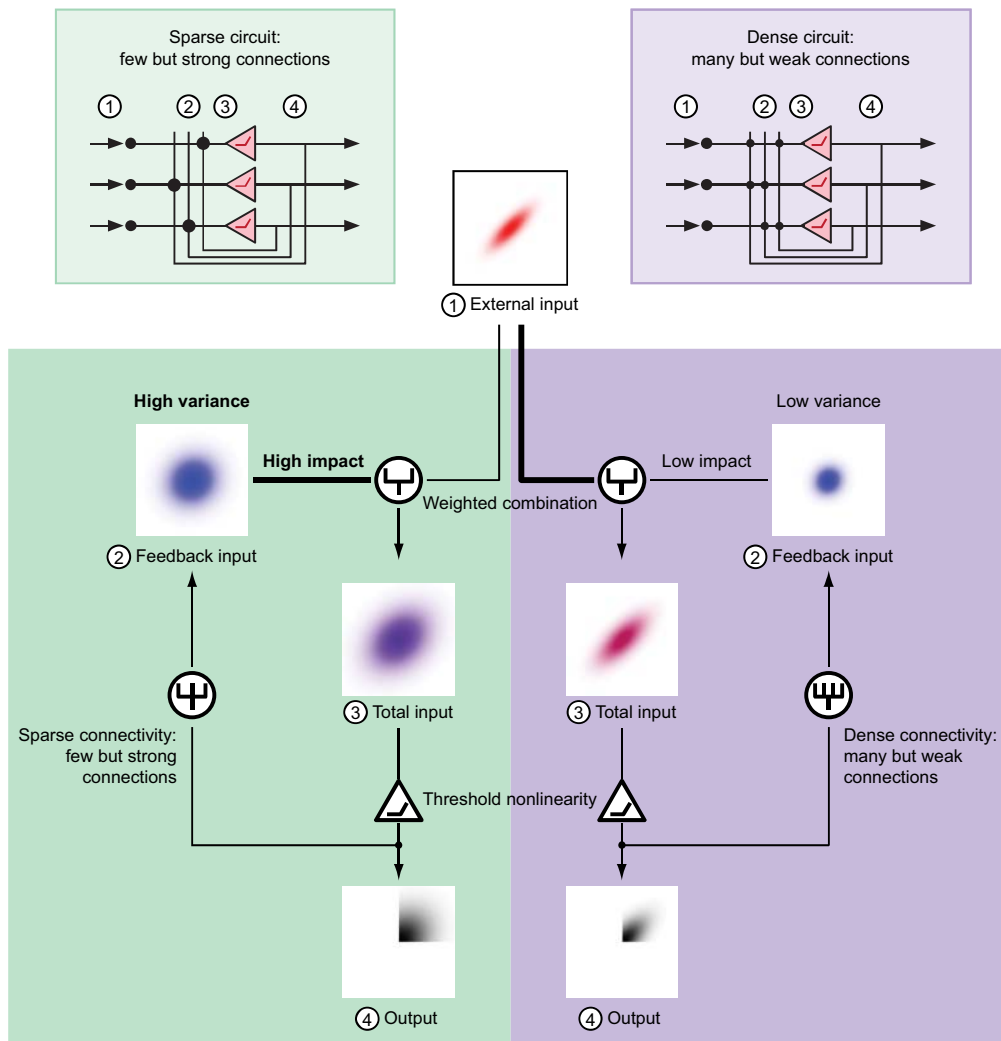 Sparse circuit:
few but strong connections
1 2 3 4
Dense circuit:
many but weak connections
1 2 3 4
1 External input
High variance
High impact
Weighted combination
Low impact
Low variance
2 Feedback input
2 Feedback input
3 Total input
3 Total input
Sparse connectivity:
few but strong
connections
Dense connectivity:
many but weak
connections
Threshold nonlinearity
4 Output
4 Output